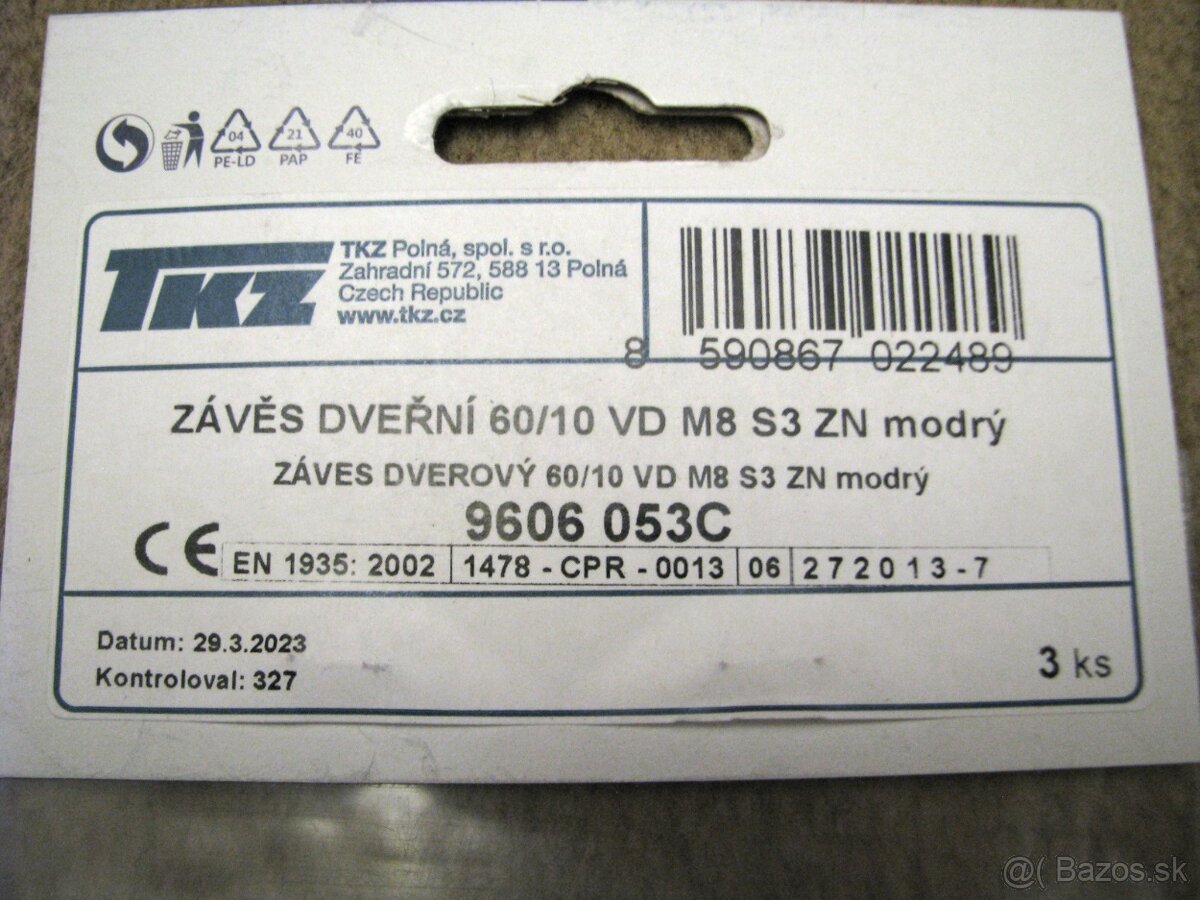 04 21 40
PE-LD PAP FE
TKZ
TKZ Polná, spol. s r.o.
Zahradní 572, 588 13 Polná
Czech Republic
www.tkz.cz
8 590867 022489
ZÁVĚS DVEŘNÍ 60/10 VD M8 S3 ZN modrý
ZÁVES DVEROVÝ 60/10 VD M8 S3 ZN modrý
9606 053C
CE EN 1935: 2002 1478 - CPR - 0013 06 272013-7
Datum: 29.3.2023
Kontroloval: 327
3 ks
@( Bazos.sk